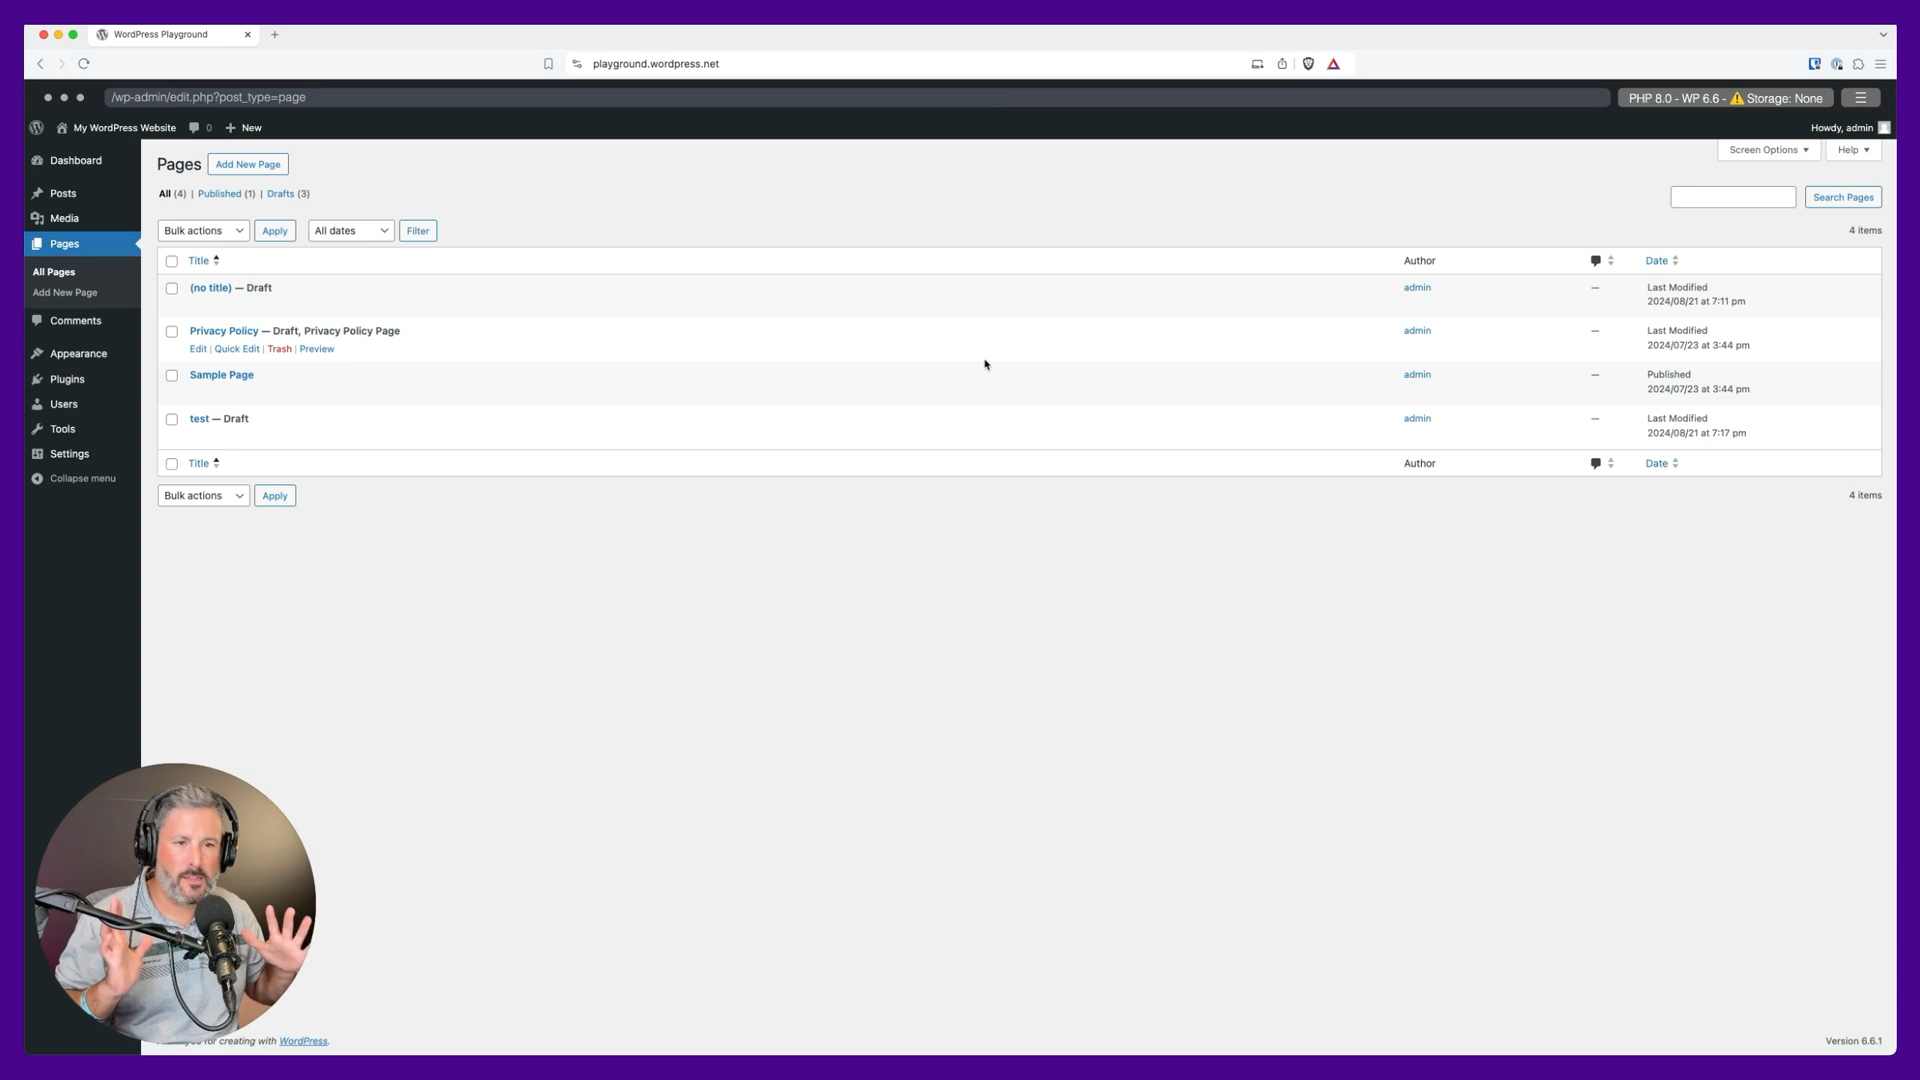 WordPress Playground
playground.wordpress.net
/wp-admin/edit.php?post_type=page
PHP 8.0 - WP 6.6 - ⚠️ Storage: None
My WordPress Website 0 + New
Howdy, admin
Dashboard
Posts
Media
Pages
All Pages
Add New Page
Comments
Appearance
Plugins
Users
Tools
Settings
Collapse menu
Pages Add New Page
Screen Options Help
All (4) | Published (1) | Drafts (3)
Search Pages
Bulk actions Apply All dates Filter
4 items
Title Author Date
(no title) — Draft admin — Last Modified
2024/08/21 at 7:11 pm
Privacy Policy — Draft, Privacy Policy Page admin — Last Modified
Edit | Quick Edit | Trash | Preview 2024/07/23 at 3:44 pm
Sample Page admin — Published
2024/07/23 at 3:44 pm
test — Draft admin — Last Modified
2024/08/21 at 7:17 pm
Title Author Date
Bulk actions Apply
4 items
for creating with WordPress.
Version 6.6.1